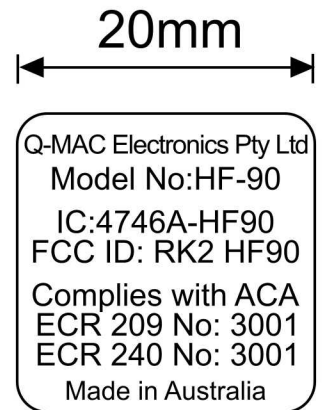 20mm
Q-MAC Electronics Pty Ltd
Model No:HF-90
IC:4746A-HF90
FCC ID: RK2 HF90
Complies with ACA
ECR 209 No: 3001
ECR 240 No: 3001
Made in Australia